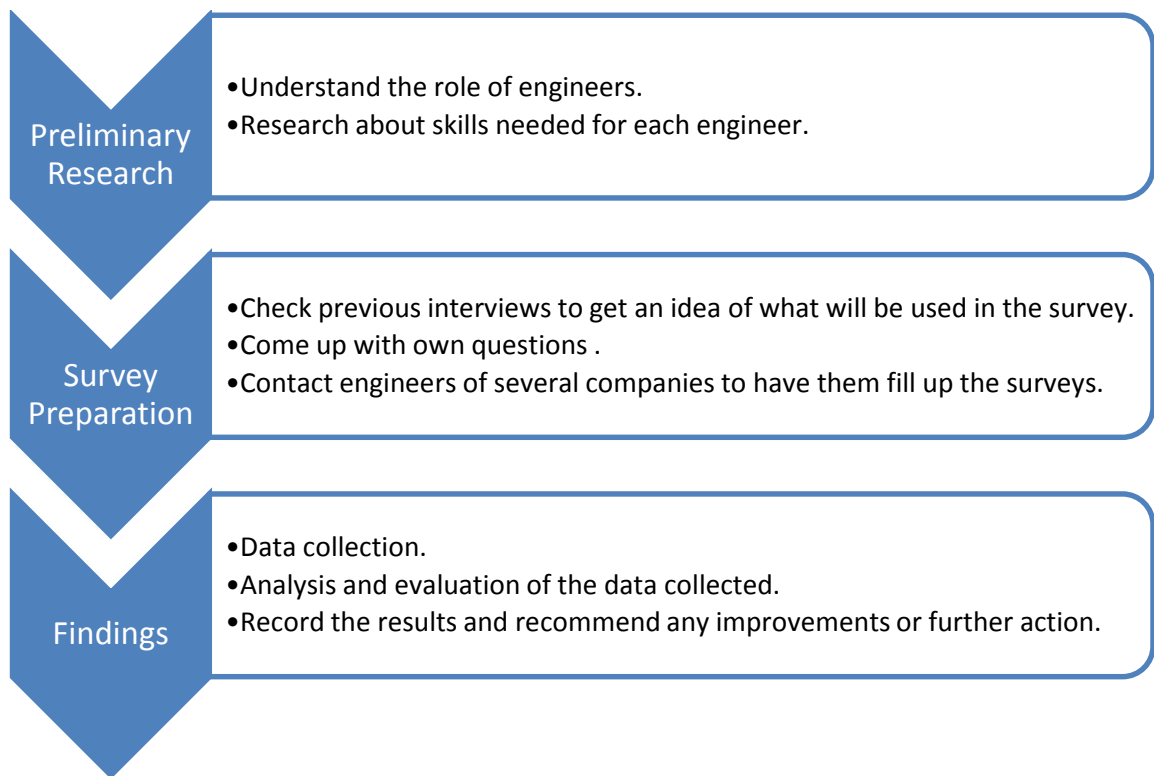 Preliminary
Research
•Understand the role of engineers.
•Research about skills needed for each engineer.
Survey
Preparation
•Check previous interviews to get an idea of what will be used in the survey.
•Come up with own questions .
•Contact engineers of several companies to have them fill up the surveys.
Findings
•Data collection.
•Analysis and evaluation of the data collected.
•Record the results and recommend any improvements or further action.